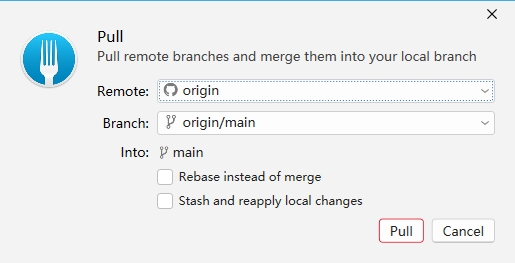 Pull
Pull remote branches and merge them into your local branch
Remote: origin
Branch: origin/main
Into: main
Rebase instead of merge
Stash and reapply local changes
Pull Cancel